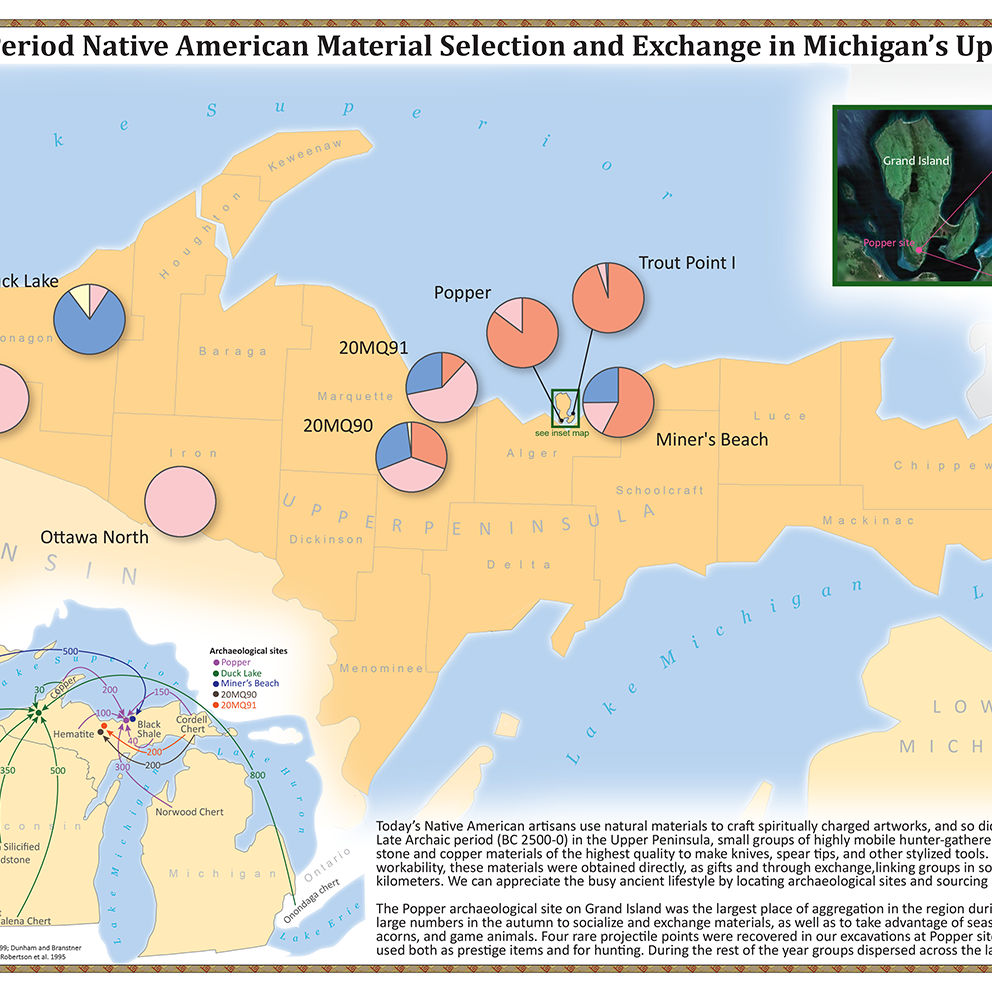 Period Native American Material Selection and Exchange in Michigan's Up
Lake Superior
Keweenaw
Houghton
Grand Island
Popper site
Trout Point I
Popper
uck Lake
onagon
Baraga
20MQ91
Marquette
20MQ90
see inset map
Miner's Beach
Luce
Iron
Alger
Chippew
Schoolcraft
UPPER PENINSULA
Mackinac
Ottawa North
Dickinson
NSIN
Delta
Lake Michigan
L
Menominee
LOW
MICH
Archaeological sites
Popper
Duck Lake
Miner's Beach
20MQ90
20MQ91
500
Lake Superior
30
Copper
200
150
100
Black
Shale
Cordell
Chert
Hematite
40
200
200
300
350
500
800
Lake Huron
Norwood Chert
consin
Silicified
dstone
Lake Michigan
Michigan
Ontario
Onondaga chert
Lake Erie
alena Chert
99; Dunham and Branstner
Robertson et al. 1995
Today's Native American artisans use natural materials to craft spiritually charged artworks, and so di
Late Archaic period (BC 2500-0) in the Upper Peninsula, small groups of highly mobile hunter-gathere
stone and copper materials of the highest quality to make knives, spear tips, and other stylized tools.
workability, these materials were obtained directly, as gifts and through exchange,linking groups in so
kilometers. We can appreciate the busy ancient lifestyle by locating archaeological sites and sourcing
The Popper archaeological site on Grand Island was the largest place of aggregation in the region duri
large numbers in the autumn to socialize and exchange materials, as well as to take advantage of seas
acorns, and game animals. Four rare projectile points were recovered in our excavations at Popper site
used both as prestige items and for hunting. During the rest of the year groups dispersed across the la